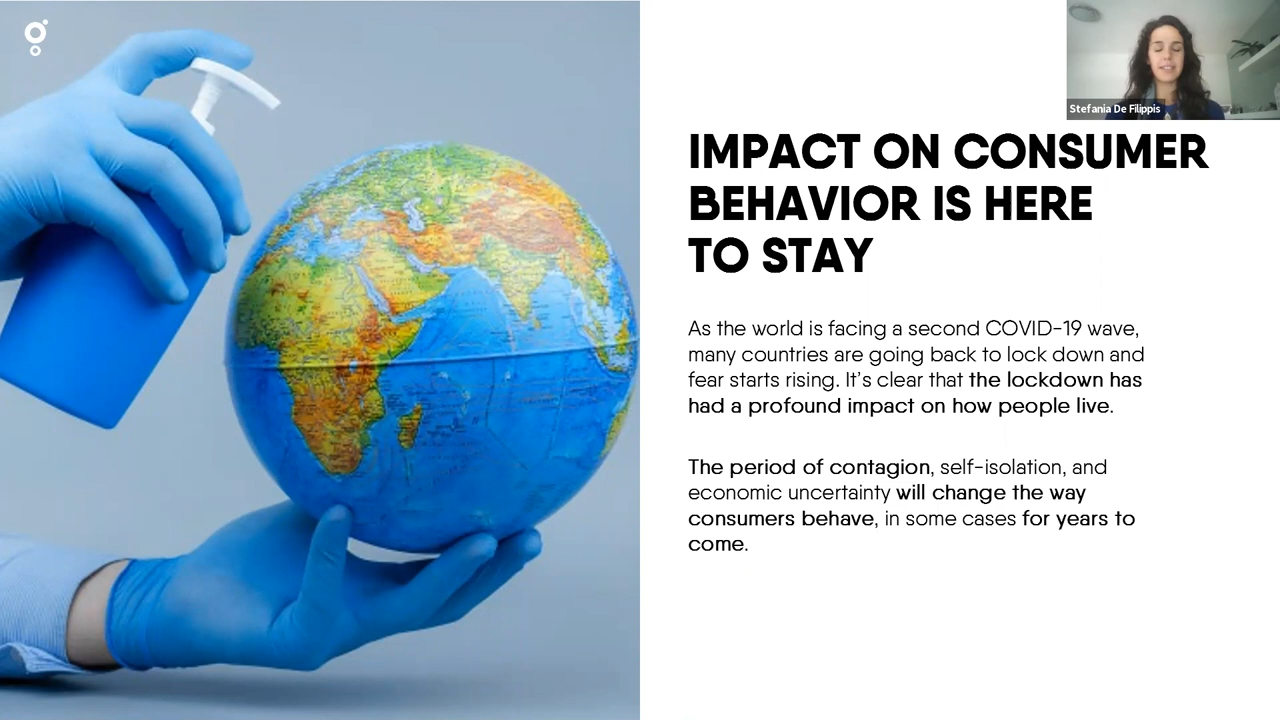 Stefania De Filippis
IMPACT ON CONSUMER
BEHAVIOR IS HERE
TO STAY
As the world is facing a second COVID-19 wave,
many countries are going back to lock down and
fear starts rising. It's clear that the lockdown has
had a profound impact on how people live.
The period of contagion, self-isolation, and
economic uncertainty will change the way
consumers behave, in some cases for years to
come.